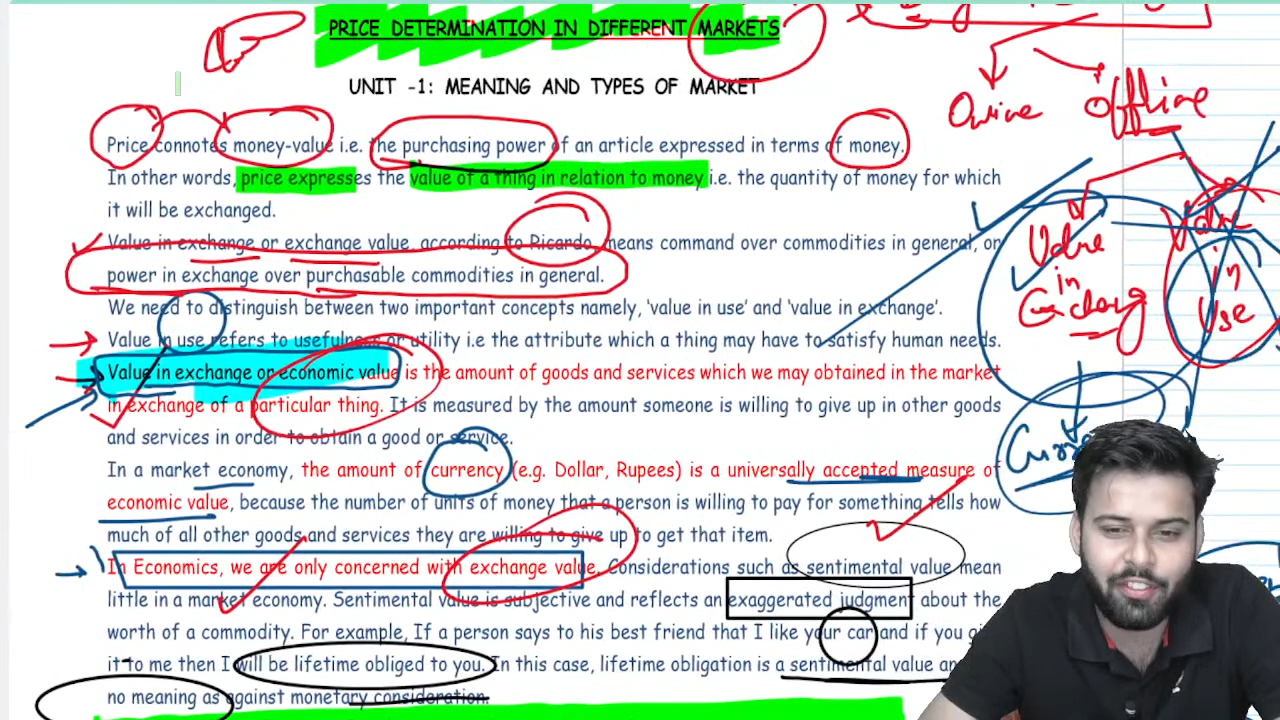 PRICE DETERMINATION IN DIFFERENT MARKETS
UNIT -1: MEANING AND TYPES OF MARKET
Price connotes money-value i.e. the purchasing power of an article expressed in terms of money.
In other words, price expresses the value of a thing in relation to money i.e. the quantity of money for which
it will be exchanged.
Value in exchange or exchange value, according to Ricardo, means command over commodities in general, or
power in exchange over purchasable commodities in general.
We need to distinguish between two important concepts namely, 'value in use' and 'value in exchange'.
Value in use refers to usefulness or utility i.e the attribute which a thing may have to satisfy human needs.
Value in exchange or economic value is the amount of goods and services which we may obtained in the market
in exchange of a particular thing. It is measured by the amount someone is willing to give up in other goods
and services in order to obtain a good or service.
In a market economy, the amount of currency (e.g. Dollar, Rupees) is a universally accepted measure of
economic value, because the number of units of money that a person is willing to pay for something tells how
much of all other goods and services they are willing to give up to get that item.
In Economics, we are only concerned with exchange value. Considerations such as sentimental value mean
little in a market economy. Sentimental value is subjective and reflects an exaggerated judgment about the
worth of a commodity. For example, If a person says to his best friend that I like your car and if you
it to me then I will be lifetime obliged to you. In this case, lifetime obligation is a sentimental value
no meaning as against monetary consideration.
offline
Value
in
Exchang
Value
in
Use